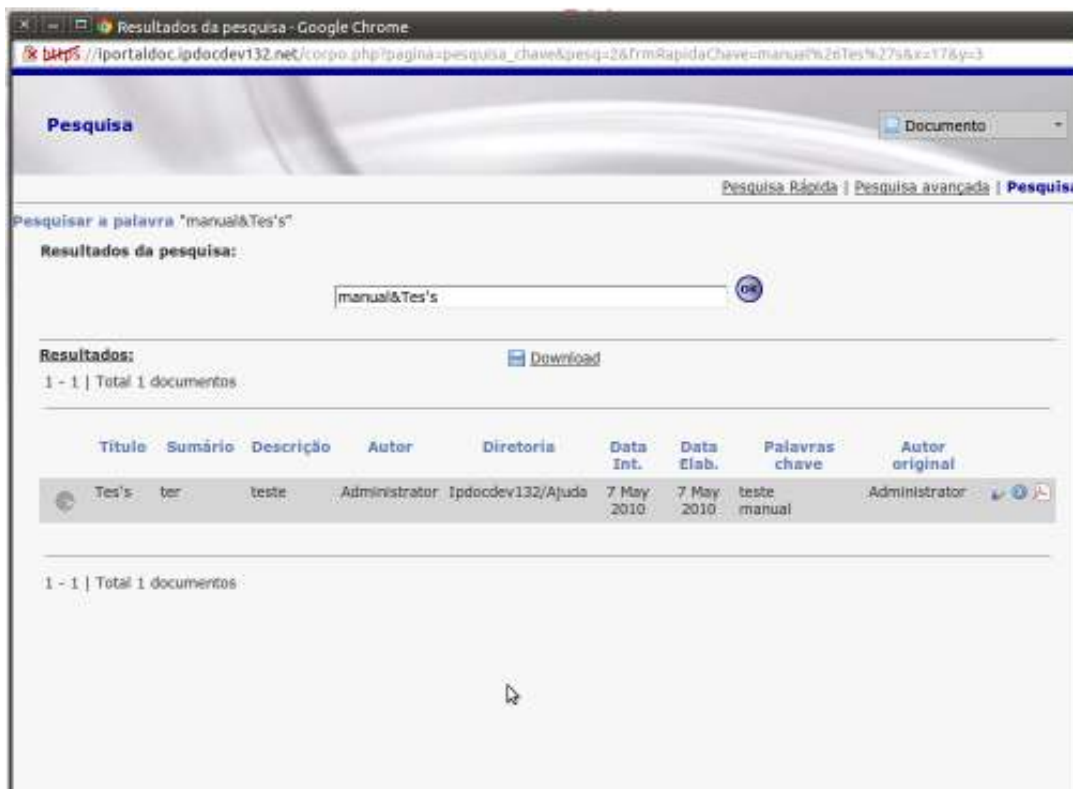 Resultados da pesquisa - Google Chrome
https://iportaldoc.ipdocdev132.net/corpo.php?pagina=pesquisa_chave&pesq=2&frmRapidaChave=manual%26Tes%27s&x=17&y=3
Pesquisa
Documento
Pesquisa Rápida | Pesquisa avançada | Pesquisa
Pesquisar a palavra "manual&Tes's"
Resultados da pesquisa:
manual&Tes's
OK
Resultados:
Download
1 - 1 | Total 1 documentos
Título Sumário Descrição Autor Diretoria Data Int. Data Elab. Palavras chave Autor original
Tes's ter teste Administrator Ipdocdev132/Ajuda 7 May 2010 7 May 2010 teste manual Administrator
1 - 1 | Total 1 documentos